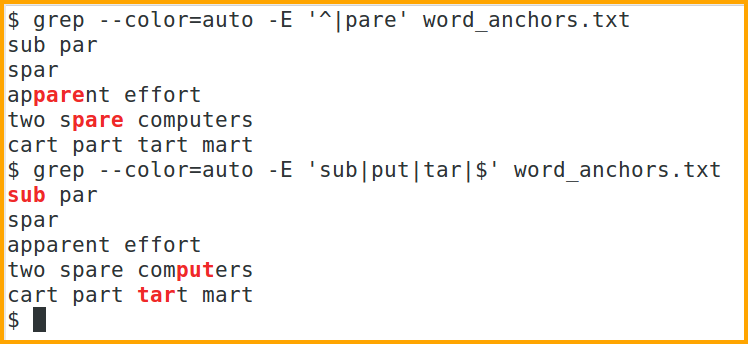 $ grep --color=auto -E '^|pare' word_anchors.txt
sub par
spar
apparent effort
two spare computers
cart part tart mart
$ grep --color=auto -E 'sub|put|tar|$' word_anchors.txt
sub par
spar
apparent effort
two spare computers
cart part tart mart
$